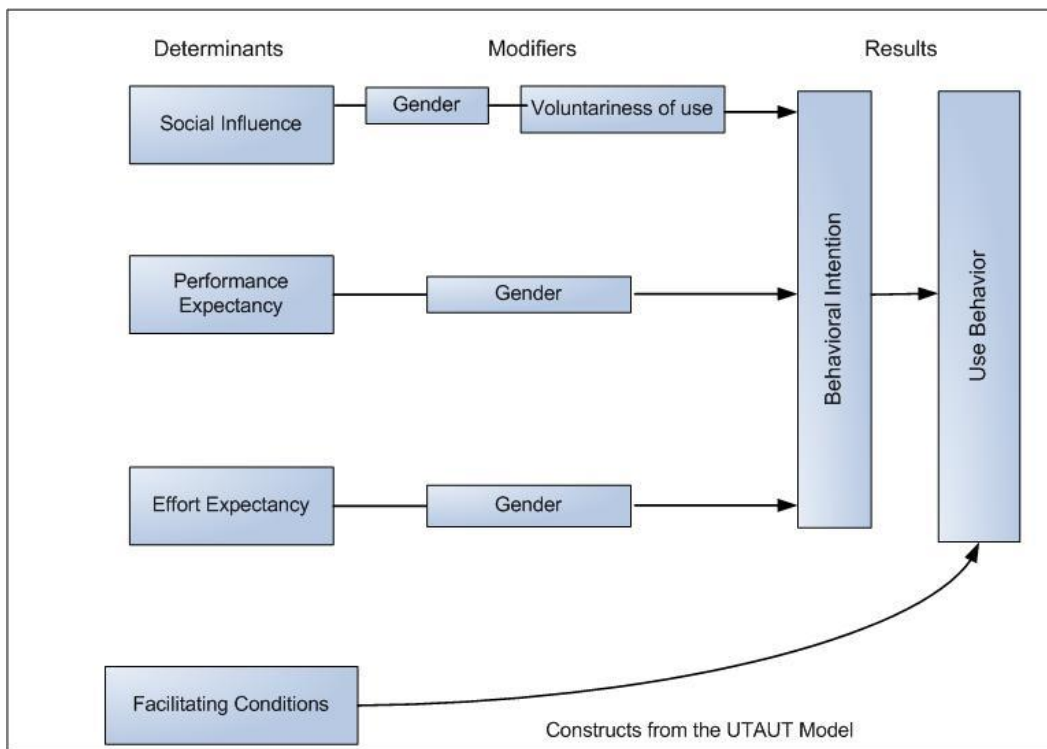 Determinants
Modifiers
Results
Social Influence
Gender
Voluntariness of use
Performance
Expectancy
Gender
Effort Expectancy
Gender
Behavioral Intention
Use Behavior
Facilitating Conditions
Constructs from the UTAUT Model